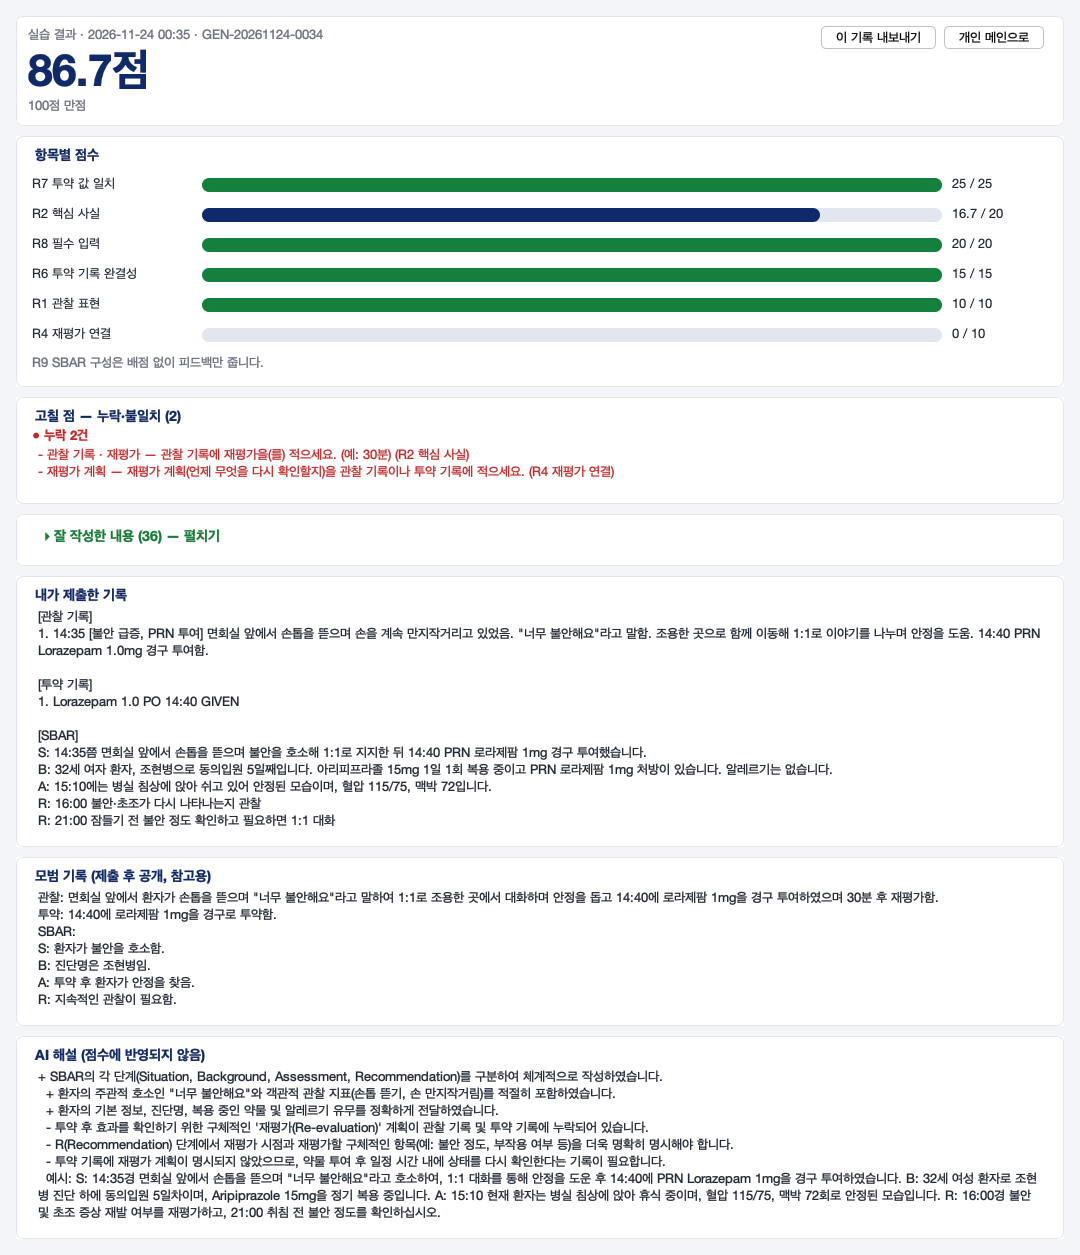 실습 결과 · 2026-11-24 00:35 · GEN-20261124-0034
이 기록 내보내기
개인 메인으로
86.7점
100점 만점
항목별 점수
R7 투약 값 일치 25 / 25
R2 핵심 사실 16.7 / 20
R8 필수 입력 20 / 20
R6 투약 기록 완결성 15 / 15
R1 관찰 표현 10 / 10
R4 재평가 연결 0 / 10
R9 SBAR 구성은 배점 없이 피드백만 줍니다.
고칠 점 — 누락·불일치 (2)
● 누락 2건
- 관찰 기록 · 재평가 — 관찰 기록에 재평가을(를) 적으세요. (예: 30분) (R2 핵심 사실)
- 재평가 계획 — 재평가 계획(언제 무엇을 다시 확인할지)을 관찰 기록이나 투약 기록에 적으세요. (R4 재평가 연결)
잘 작성한 내용 (36) — 펼치기
내가 제출한 기록
[관찰 기록]
1. 14:35 [불안 급증, PRN 투여] 면회실 앞에서 손톱을 뜯으며 손을 계속 만지작거리고 있었음. "너무 불안해요"라고 말함. 조용한 곳으로 함께 이동해 1:1로 이야기를 나누며 안정을 도움. 14:40 PRN
Lorazepam 1.0mg 경구 투여함.
[투약 기록]
1. Lorazepam 1.0 PO 14:40 GIVEN
[SBAR]
S: 14:35쯤 면회실 앞에서 손톱을 뜯으며 불안을 호소해 1:1로 지지한 뒤 14:40 PRN 로라제팜 1mg 경구 투여했습니다.
B: 32세 여자 환자, 조현병으로 동의입원 5일째입니다. 아리피프라졸 15mg 1일 1회 복용 중이고 PRN 로라제팜 1mg 처방이 있습니다. 알레르기는 없습니다.
A: 15:10에는 병실 침상에 앉아 쉬고 있어 안정된 모습이며, 혈압 115/75, 맥박 72입니다.
R: 16:00 불안·초조가 다시 나타나는지 관찰
R: 21:00 잠들기 전 불안 정도 확인하고 필요하면 1:1 대화
모범 기록 (제출 후 공개, 참고용)
관찰: 면회실 앞에서 환자가 손톱을 뜯으며 "너무 불안해요"라고 말하여 1:1로 조용한 곳에서 대화하며 안정을 돕고 14:40에 로라제팜 1mg을 경구 투여하였으며 30분 후 재평가함.
투약: 14:40에 로라제팜 1mg을 경구로 투약함.
SBAR:
S: 환자가 불안을 호소함.
B: 진단명은 조현병임.
A: 투약 후 환자가 안정을 찾음.
R: 지속적인 관찰이 필요함.
AI 해설 (점수에 반영되지 않음)
+ SBAR의 각 단계(Situation, Background, Assessment, Recommendation)를 구분하여 체계적으로 작성하였습니다.
+ 환자의 주관적 호소인 "너무 불안해요"와 객관적 관찰 지표(손톱 뜯기, 손 만지작거림)를 적절히 포함하였습니다.
+ 환자의 기본 정보, 진단명, 복용 중인 약물 및 알레르기 유무를 정확하게 전달하였습니다.
- 투약 후 효과를 확인하기 위한 구체적인 '재평가(Re-evaluation)' 계획이 관찰 기록 및 투약 기록에 누락되어 있습니다.
- R(Recommendation) 단계에서 재평가 시점과 재평가할 구체적인 항목(예: 불안 정도, 부작용 여부 등)을 더욱 명확히 명시해야 합니다.
- 투약 기록에 재평가 계획이 명시되지 않았으므로, 약물 투여 후 일정 시간 내에 상태를 다시 확인한다는 기록이 필요합니다.
예시: S: 14:35경 면회실 앞에서 손톱을 뜯으며 "너무 불안해요"라고 호소하여, 1:1 대화를 통해 안정을 도운 후 14:40에 PRN Lorazepam 1mg을 경구 투여하였습니다. B: 32세 여성 환자로 조현
병 진단 하에 동의입원 5일차이며, Aripiprazole 15mg을 정기 복용 중입니다. A: 15:10 현재 환자는 병실 침상에 앉아 휴식 중이며, 혈압 115/75, 맥박 72회로 안정된 모습입니다. R: 16:00경 불안
및 초조 증상 재발 여부를 재평가하고, 21:00 취침 전 불안 정도를 확인하십시오.